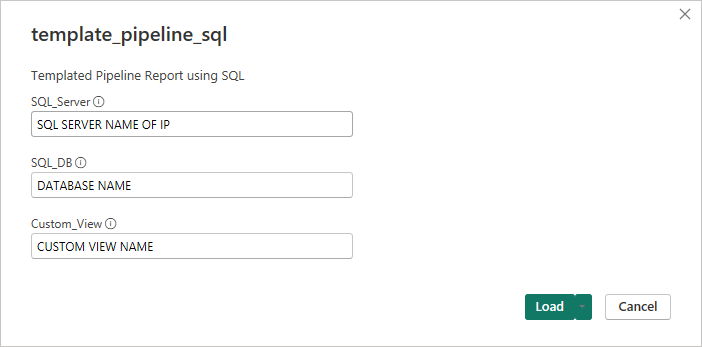 template_pipeline_sql
Templated Pipeline Report using SQL
SQL_Server
SQL SERVER NAME OF IP
SQL_DB
DATABASE NAME
Custom_View
CUSTOM VIEW NAME
Load Cancel